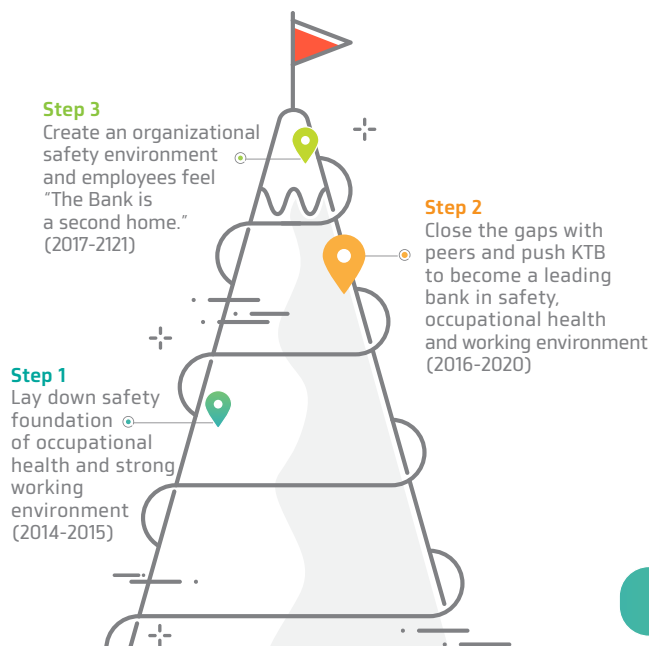 Step 3
Create an organizational
safety environment
and employees feel
"The Bank is
a second home."
(2017-2121)
Step 2
Close the gaps with
peers and push KTB
to become a leading
bank in safety,
occupational health
and working environment
(2016-2020)
Step 1
Lay down safety
foundation
of occupational
health and strong
working
environment
(2014-2015)